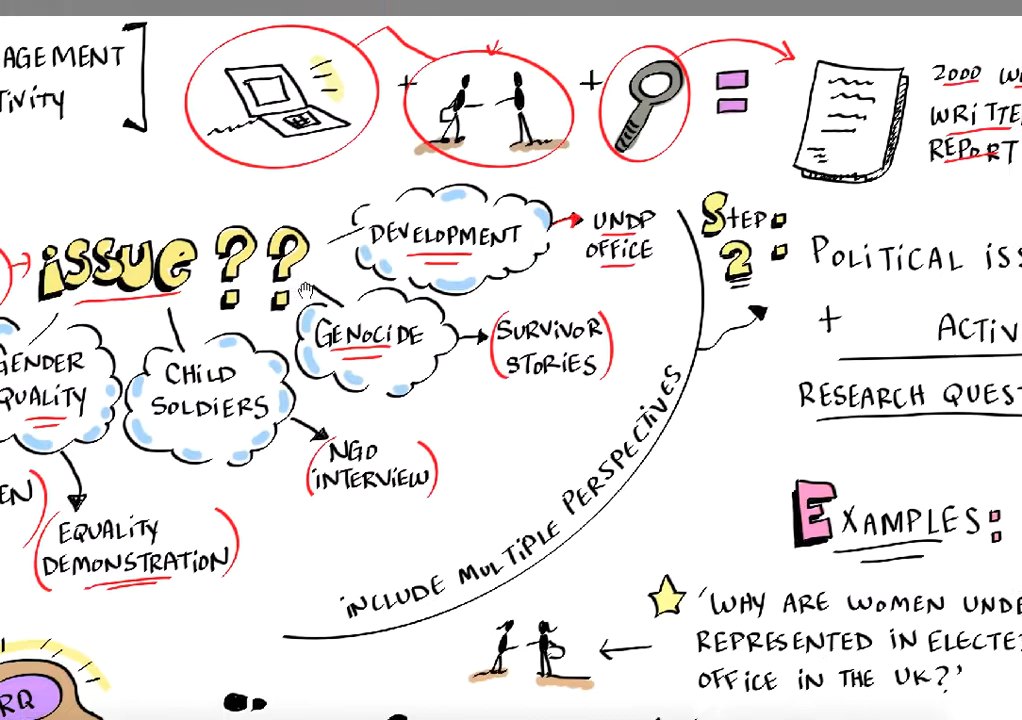 AGEMENT
TIVITY
2000 W
WRITTE
REPORT
ISSUE ??
DEVELOPMENT
UNDP
OFFICE
GENOCIDE
SURVIVOR
STORIES
GENDER
QUALITY
CHILD
SOLDIERS
NGO
INTERVIEW
EN
EQUALITY
DEMONSTRATION
INCLUDE MULTIPLE PERSPECTIVES
STEP:
2:
POLITICAL ISS
+ ACTIV
RESEARCH QUEST
EXAMPLES:
'WHY ARE WOMEN UNDE
REPRESENTED IN ELECTE
OFFICE IN THE UK?'
RQ